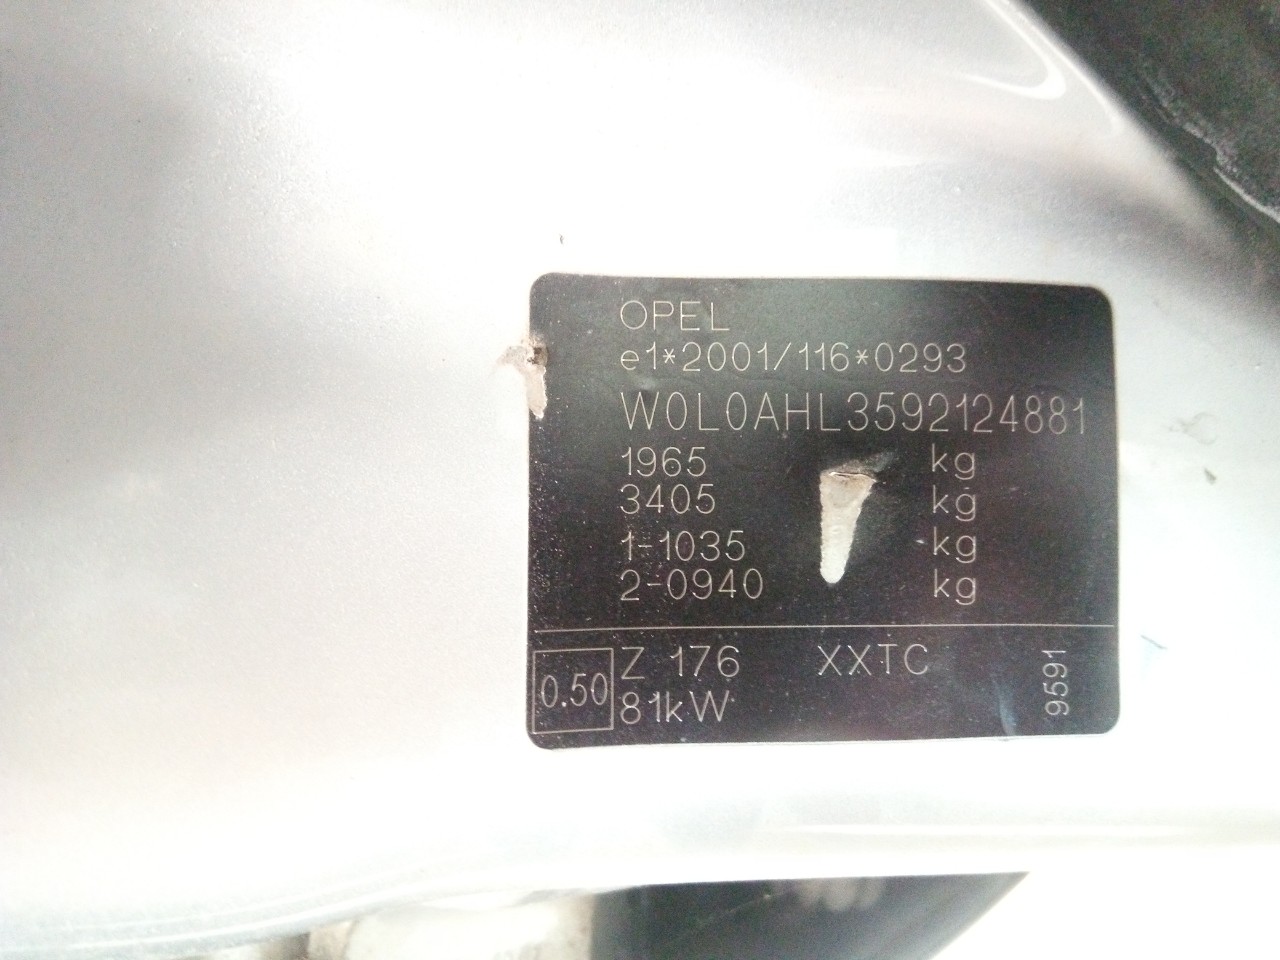 OPEL
e1*2001/116*0293
W0L0AHL3592124881
1965 kg
3405 kg
1-1035 kg
2-0940 kg
0.50
Z 176 XXTC
81kW
9591